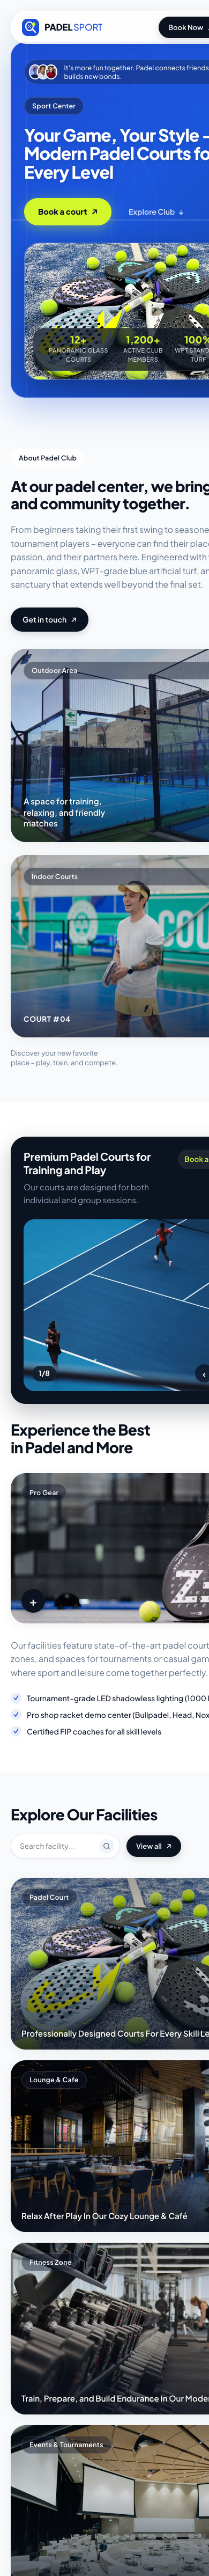 PADEL SPORT
Book Now
It's more fun together. Padel connects friends
builds new bonds.
Sport Center
Your Game, Your Style -
Modern Padel Courts fo
Every Level
Book a court ↗
Explore Club ↓
12+
PANORAMIC GLASS
COURTS
1,200+
ACTIVE CLUB
MEMBERS
100%
WPT STAN
TURF
About Padel Club
At our padel center, we bring
and community together.
From beginners taking their first swing to seasone
tournament players – everyone can find their place
passion, and their partners here. Engineered with
panoramic glass, WPT-grade blue artificial turf, ar
sanctuary that extends well beyond the final set.
Get in touch ↗
Outdoor Area
A space for training,
relaxing, and friendly
matches
Indoor Courts
COURT #04
Discover your new favorite
place – play, train, and compete.
Premium Padel Courts for
Training and Play
Book a
Our courts are designed for both
individual and group sessions.
1/8
‹
Experience the Best
in Padel and More
Pro Gear
+
Our facilities feature state-of-the-art padel court
zones, and spaces for tournaments or casual gam
where sport and leisure come together perfectly.
Tournament-grade LED shadowless lighting (1000 l
Pro shop racket demo center (Bullpadel, Head, Nox
Certified FIP coaches for all skill levels
Explore Our Facilities
Search facility...
View all ↗
Padel Court
Professionally Designed Courts For Every Skill Le
Lounge & Cafe
Relax After Play In Our Cozy Lounge & Café
Fitness Zone
Train, Prepare, and Build Endurance In Our Moder
Events & Tournaments